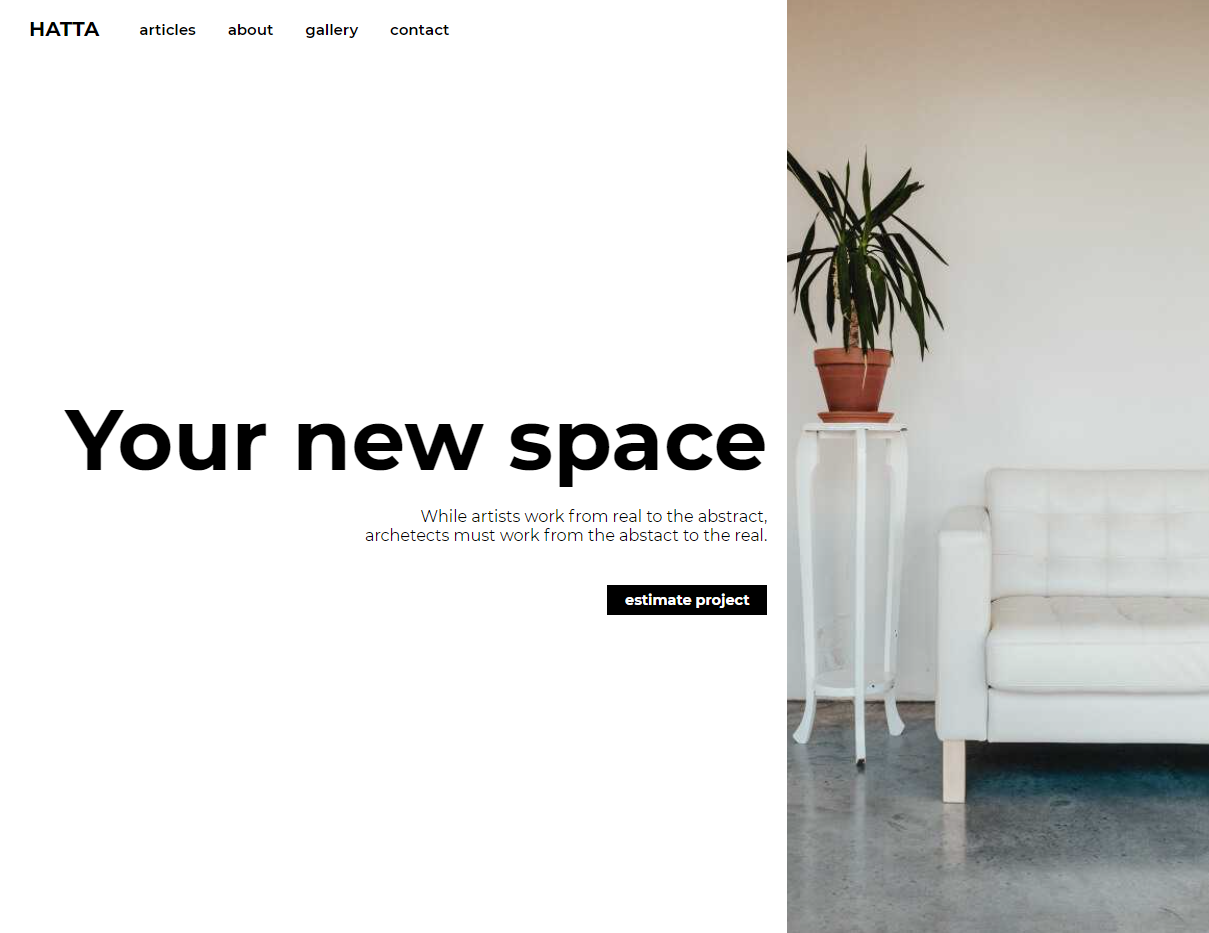 HATTA articles about gallery contact
Your new space
While artists work from real to the abstract,
archetects must work from the abstact to the real.
estimate project